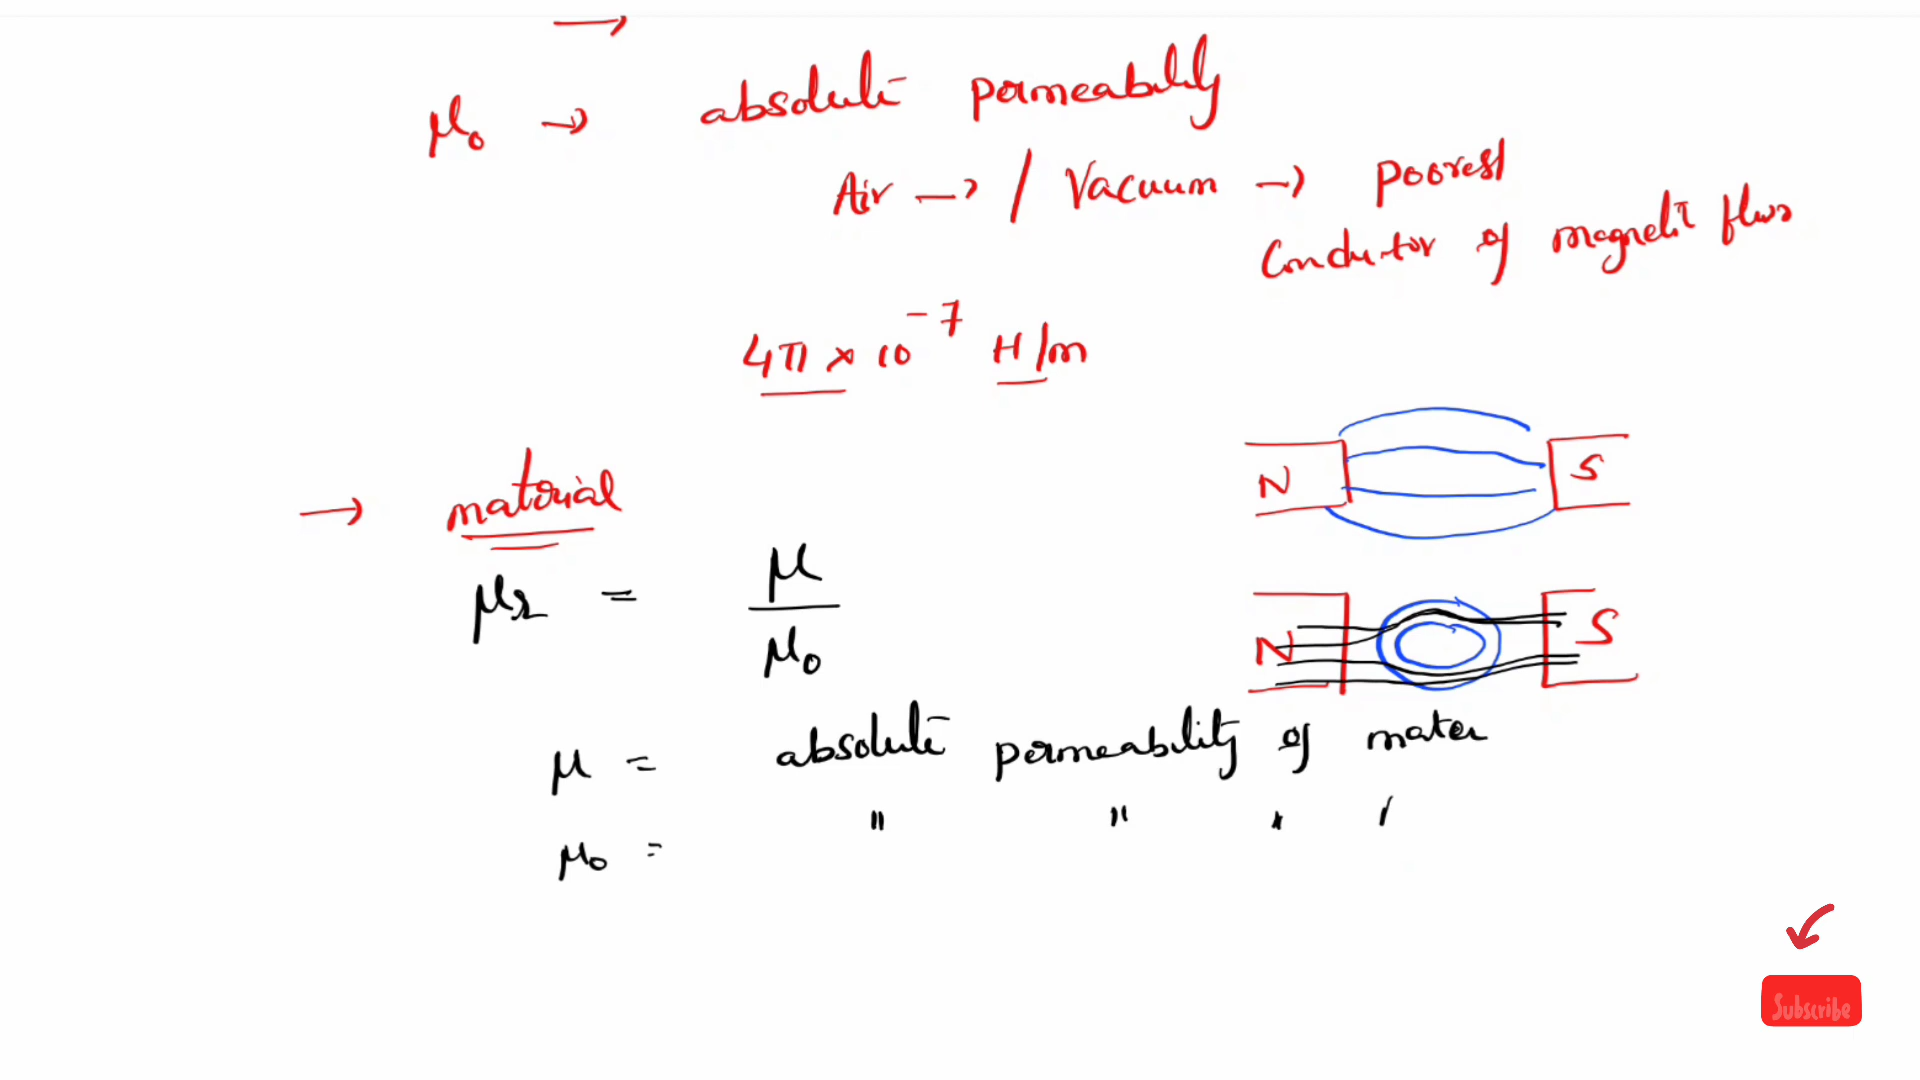 μ₀ → absolute permeability
Air → / Vacuum → Poorest
Conductor of magnetic flux
4π × 10⁻⁷ H/m
N S
→ material
μr = μ / μ₀
N S
μ = absolute permeability of mater
μ₀ = " " " '
Subscribe